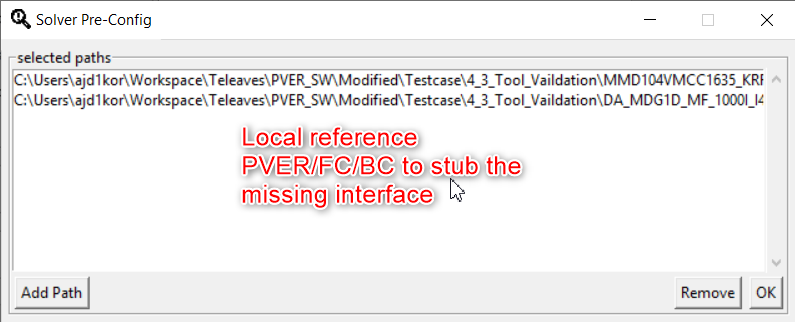 Solver Pre-Config
selected paths
C:\Users\ajd1kor\Workspace\Teleaves\PVER_SW\Modified\Testcase\4_3_Tool_Vaildation\MMD104VMCC1635_KRF
C:\Users\ajd1kor\Workspace\Teleaves\PVER_SW\Modified\Testcase\4_3_Tool_Vaildation\DA_MDG1D_MF_1000I_I4
Local reference
PVER/FC/BC to stub the
missing interface
Add Path
Remove
OK